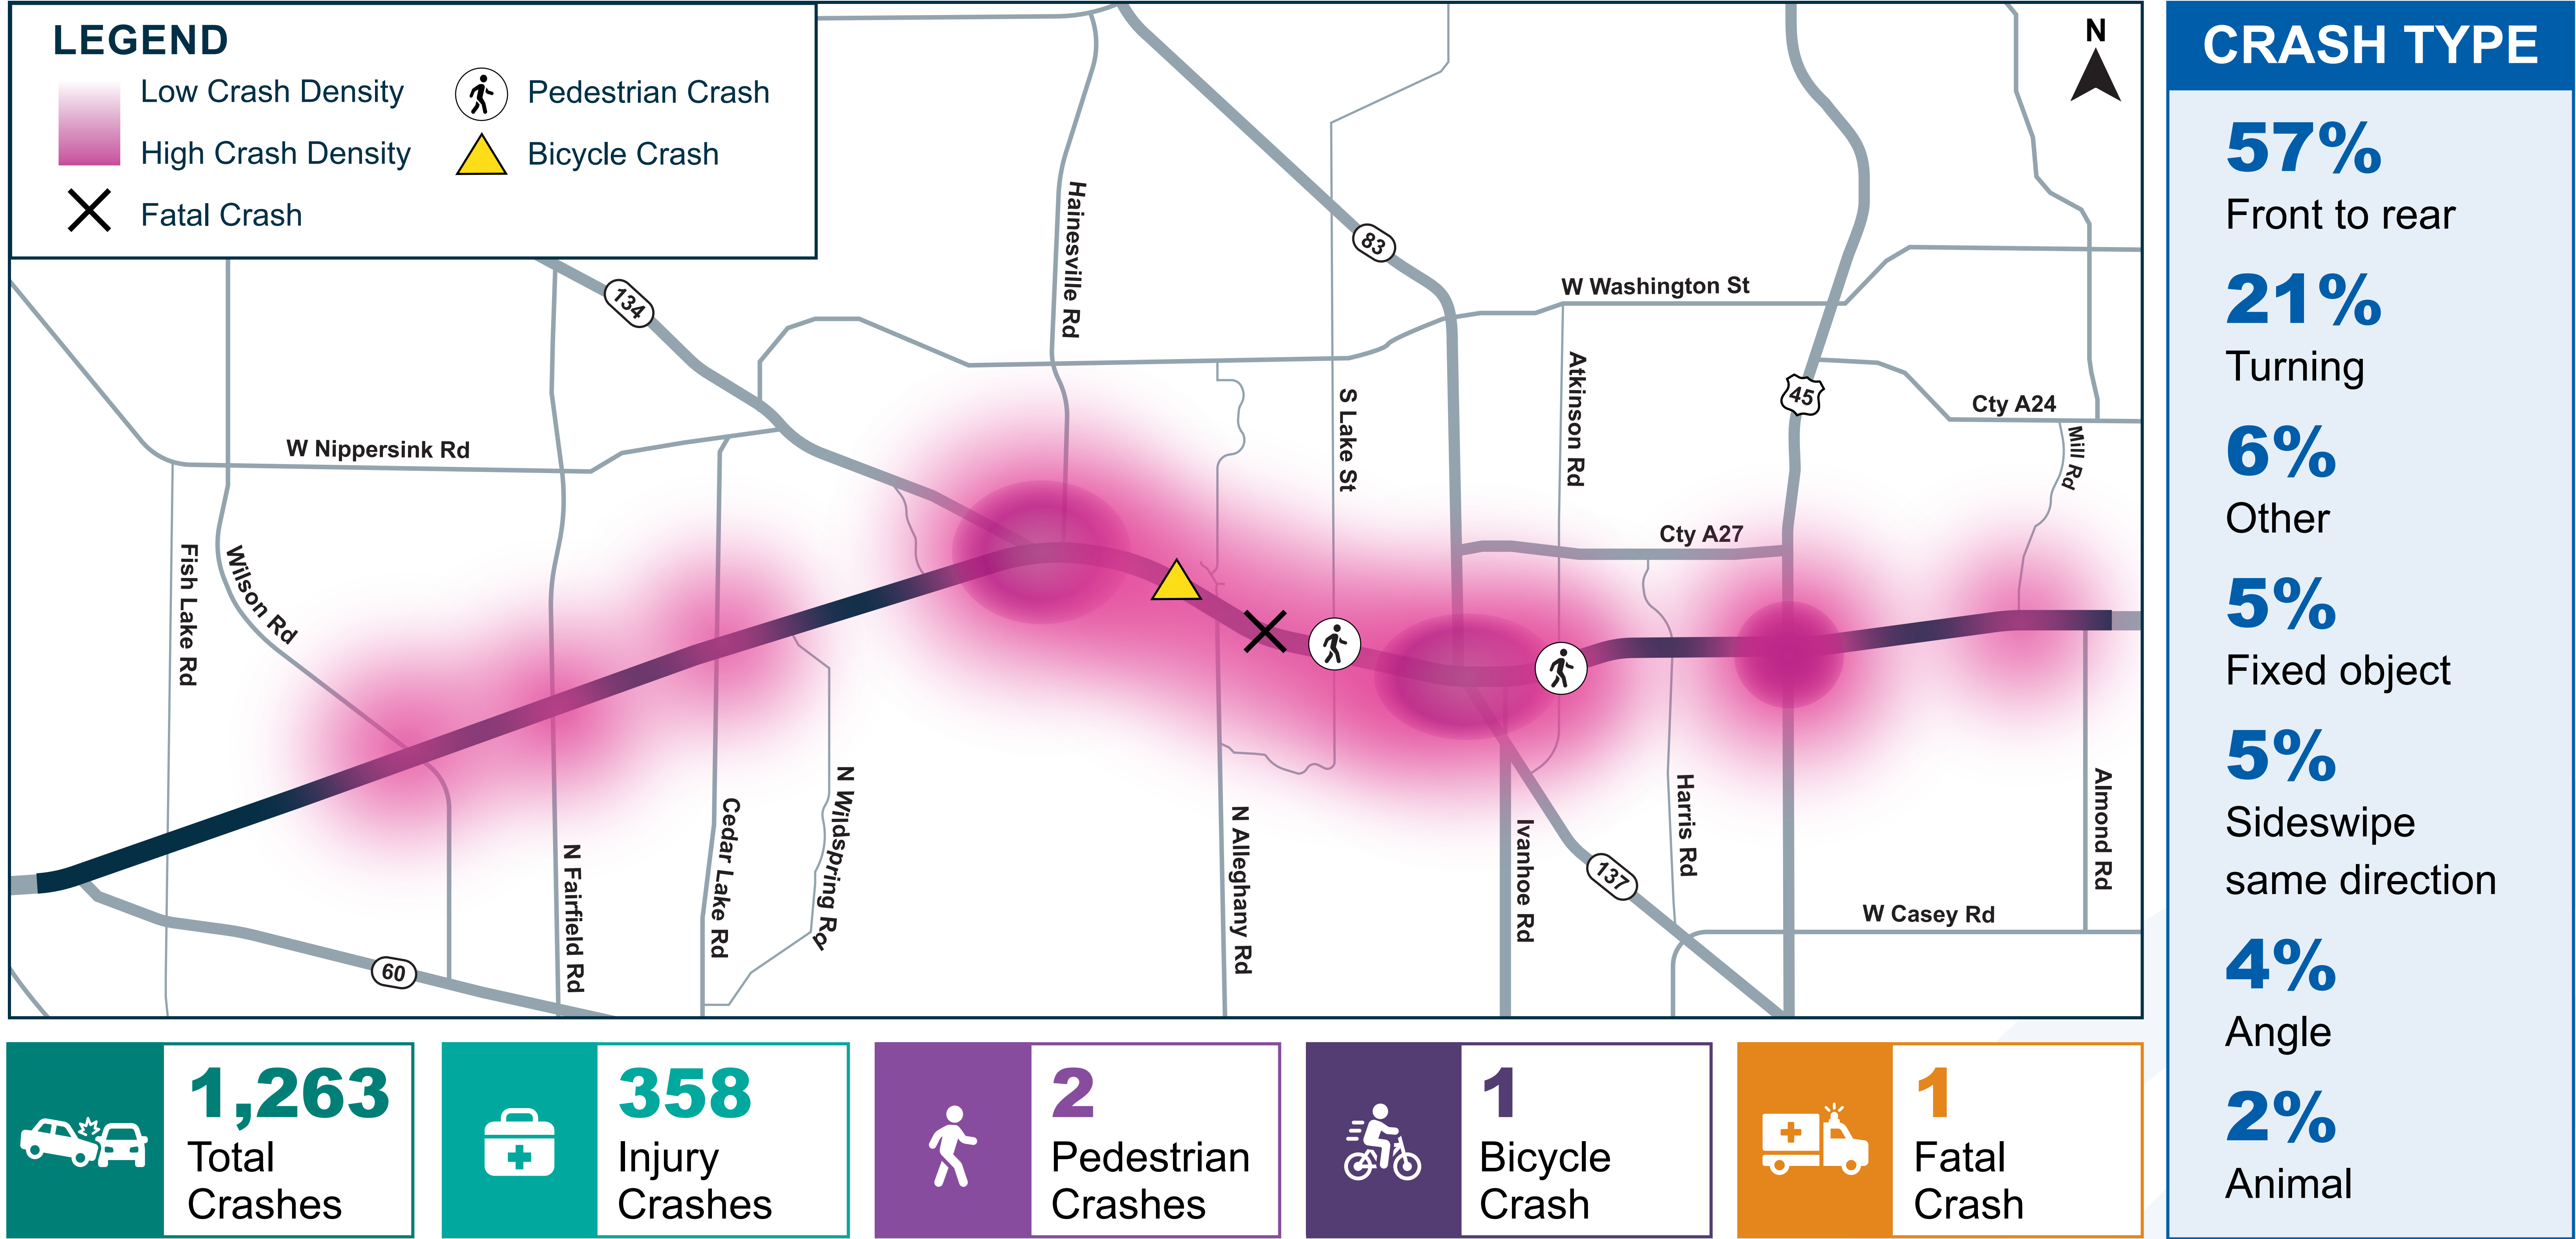 LEGEND
Low Crash Density
High Crash Density
Fatal Crash
Pedestrian Crash
Bicycle Crash
N
134
83
45
60
137
Hainesville Rd
W Washington St
W Nippersink Rd
S Lake St
Atkinson Rd
Cty A24
Mill Rd
Cty A27
Fish Lake Rd
Wilson Rd
N Fairfield Rd
Cedar Lake Rd
N Wildspring Rd
N Alleghany Rd
Ivanhoe Rd
Harris Rd
Almond Rd
W Casey Rd
CRASH TYPE
57%
Front to rear
21%
Turning
6%
Other
5%
Fixed object
5%
Sideswipe
same direction
4%
Angle
2%
Animal
1,263
Total
Crashes
358
Injury
Crashes
2
Pedestrian
Crashes
1
Bicycle
Crash
1
Fatal
Crash